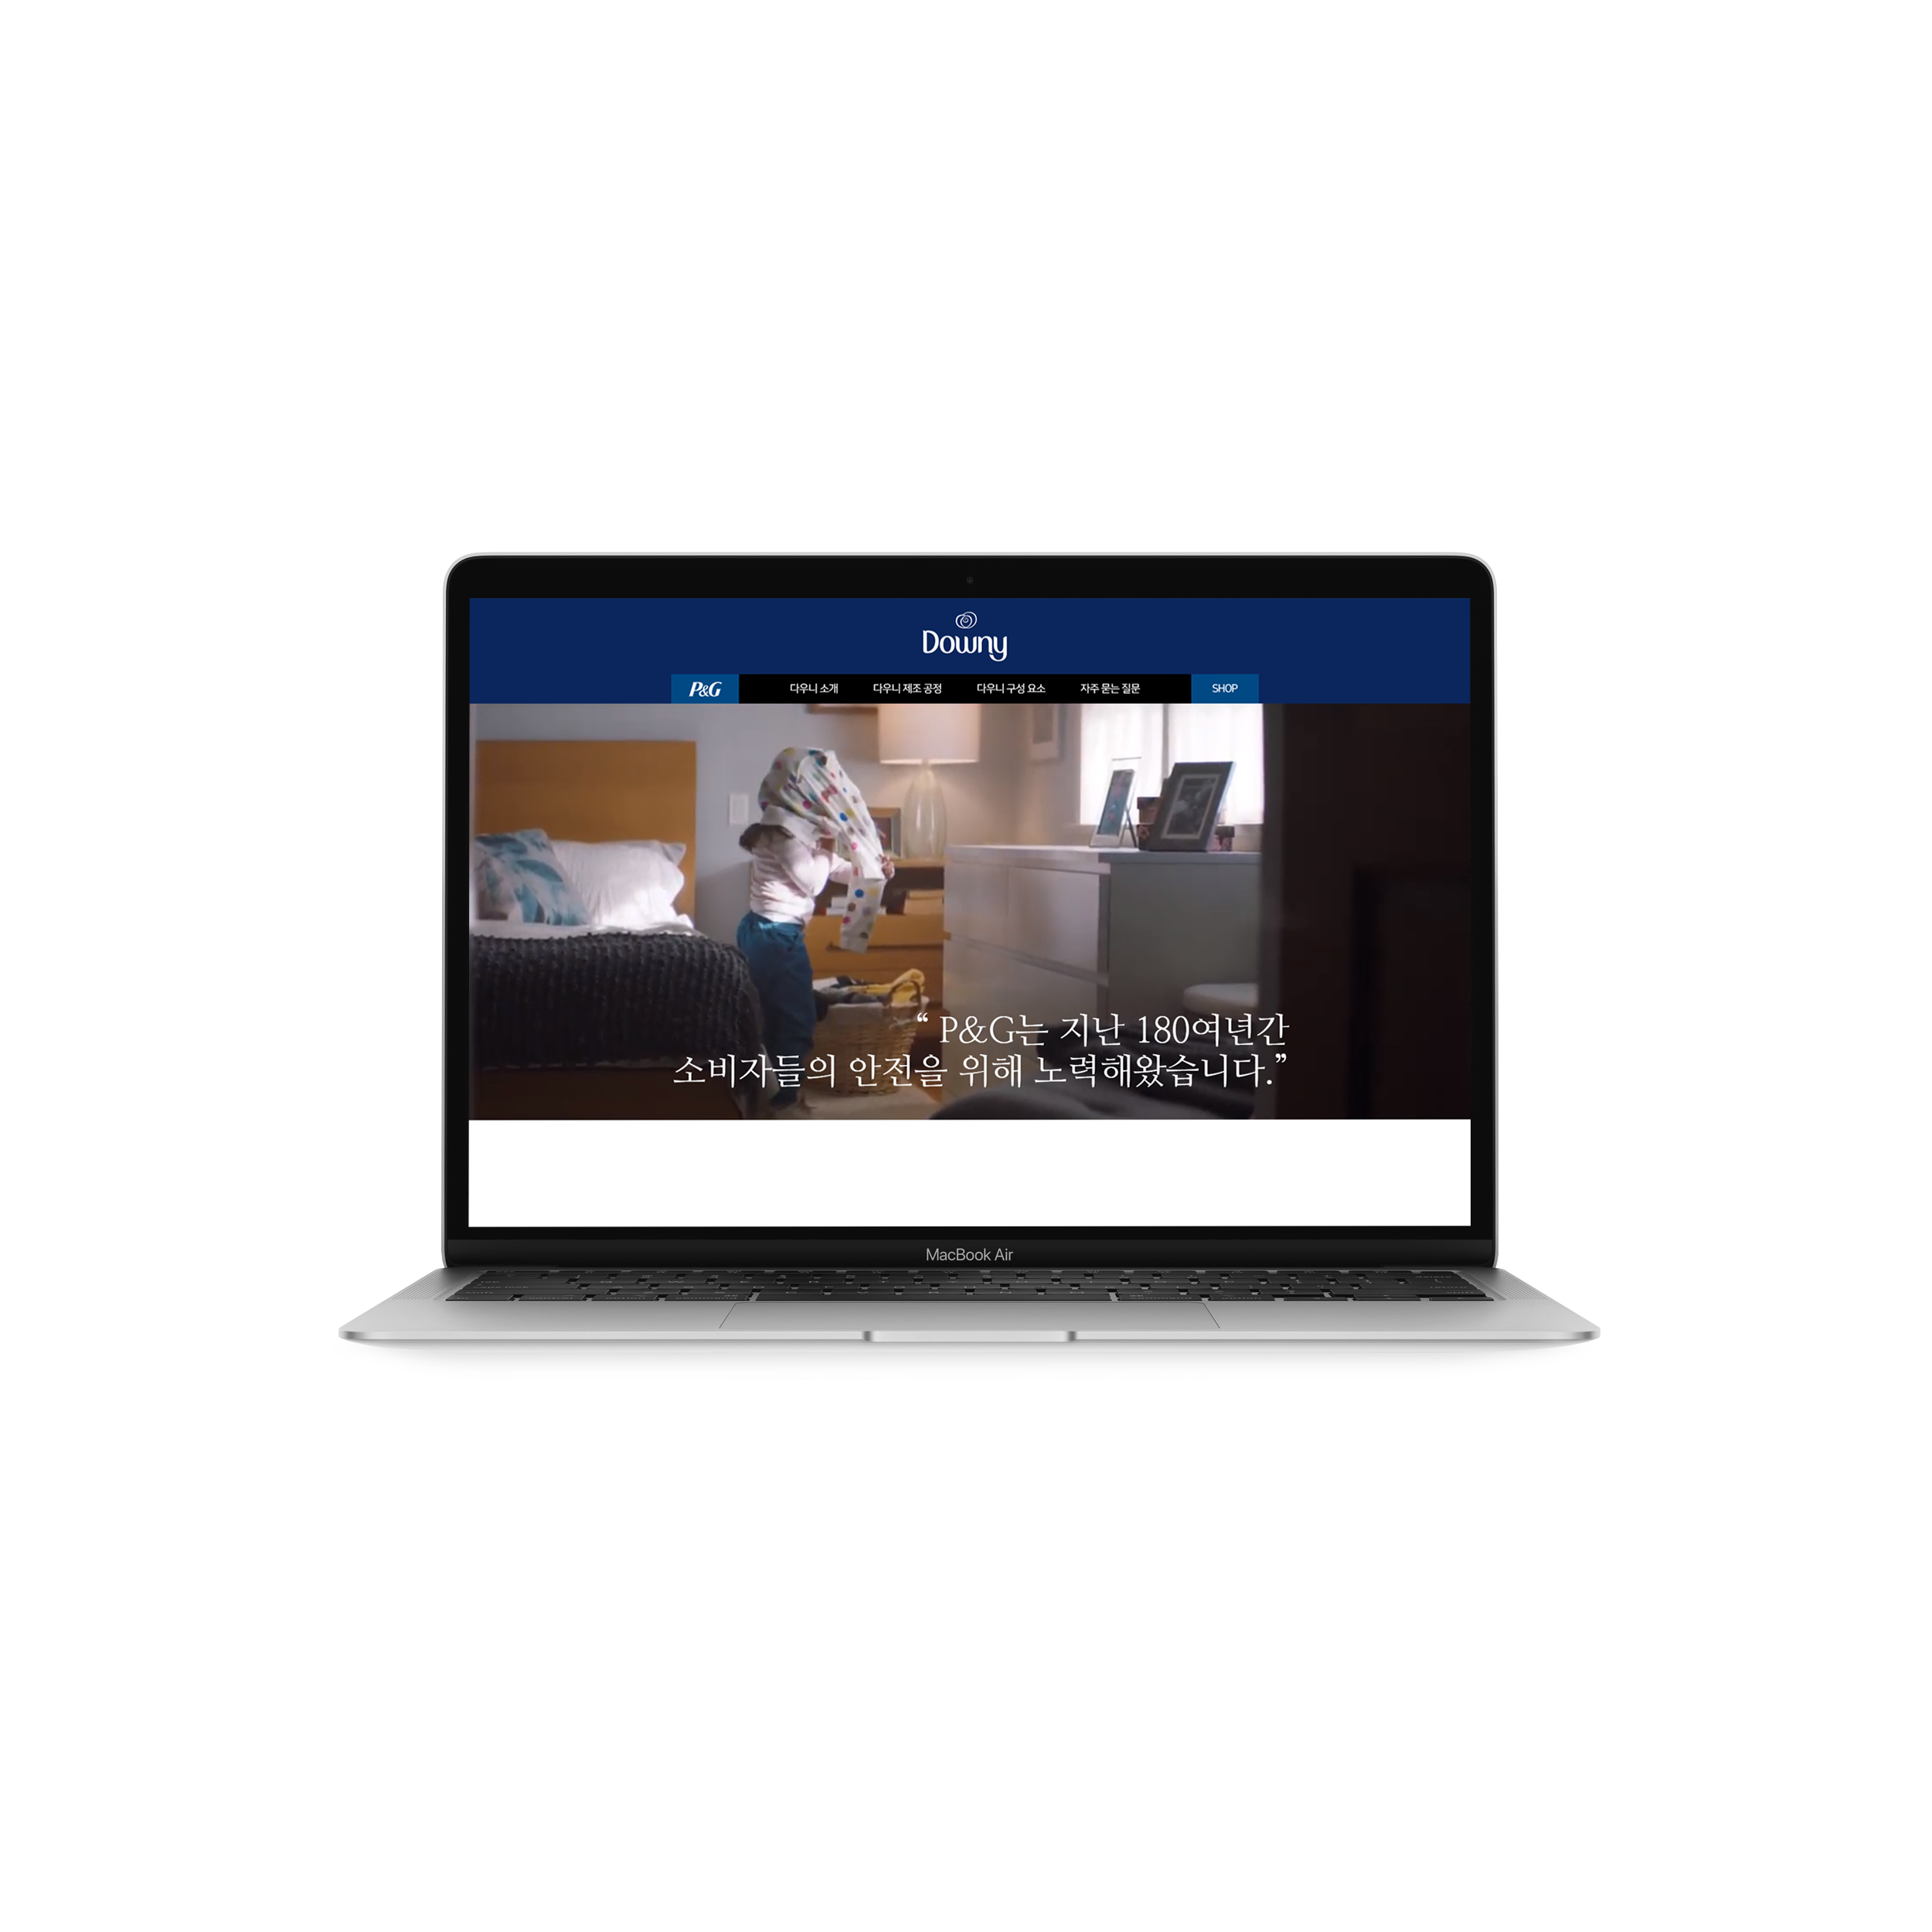 Downy
P&G 다우니 소개 다우니 제조 공정 다우니 구성 요소 자주 묻는 질문 SHOP
“ P&G는 지난 180여년간
소비자들의 안전을 위해 노력해왔습니다.”
MacBook Air